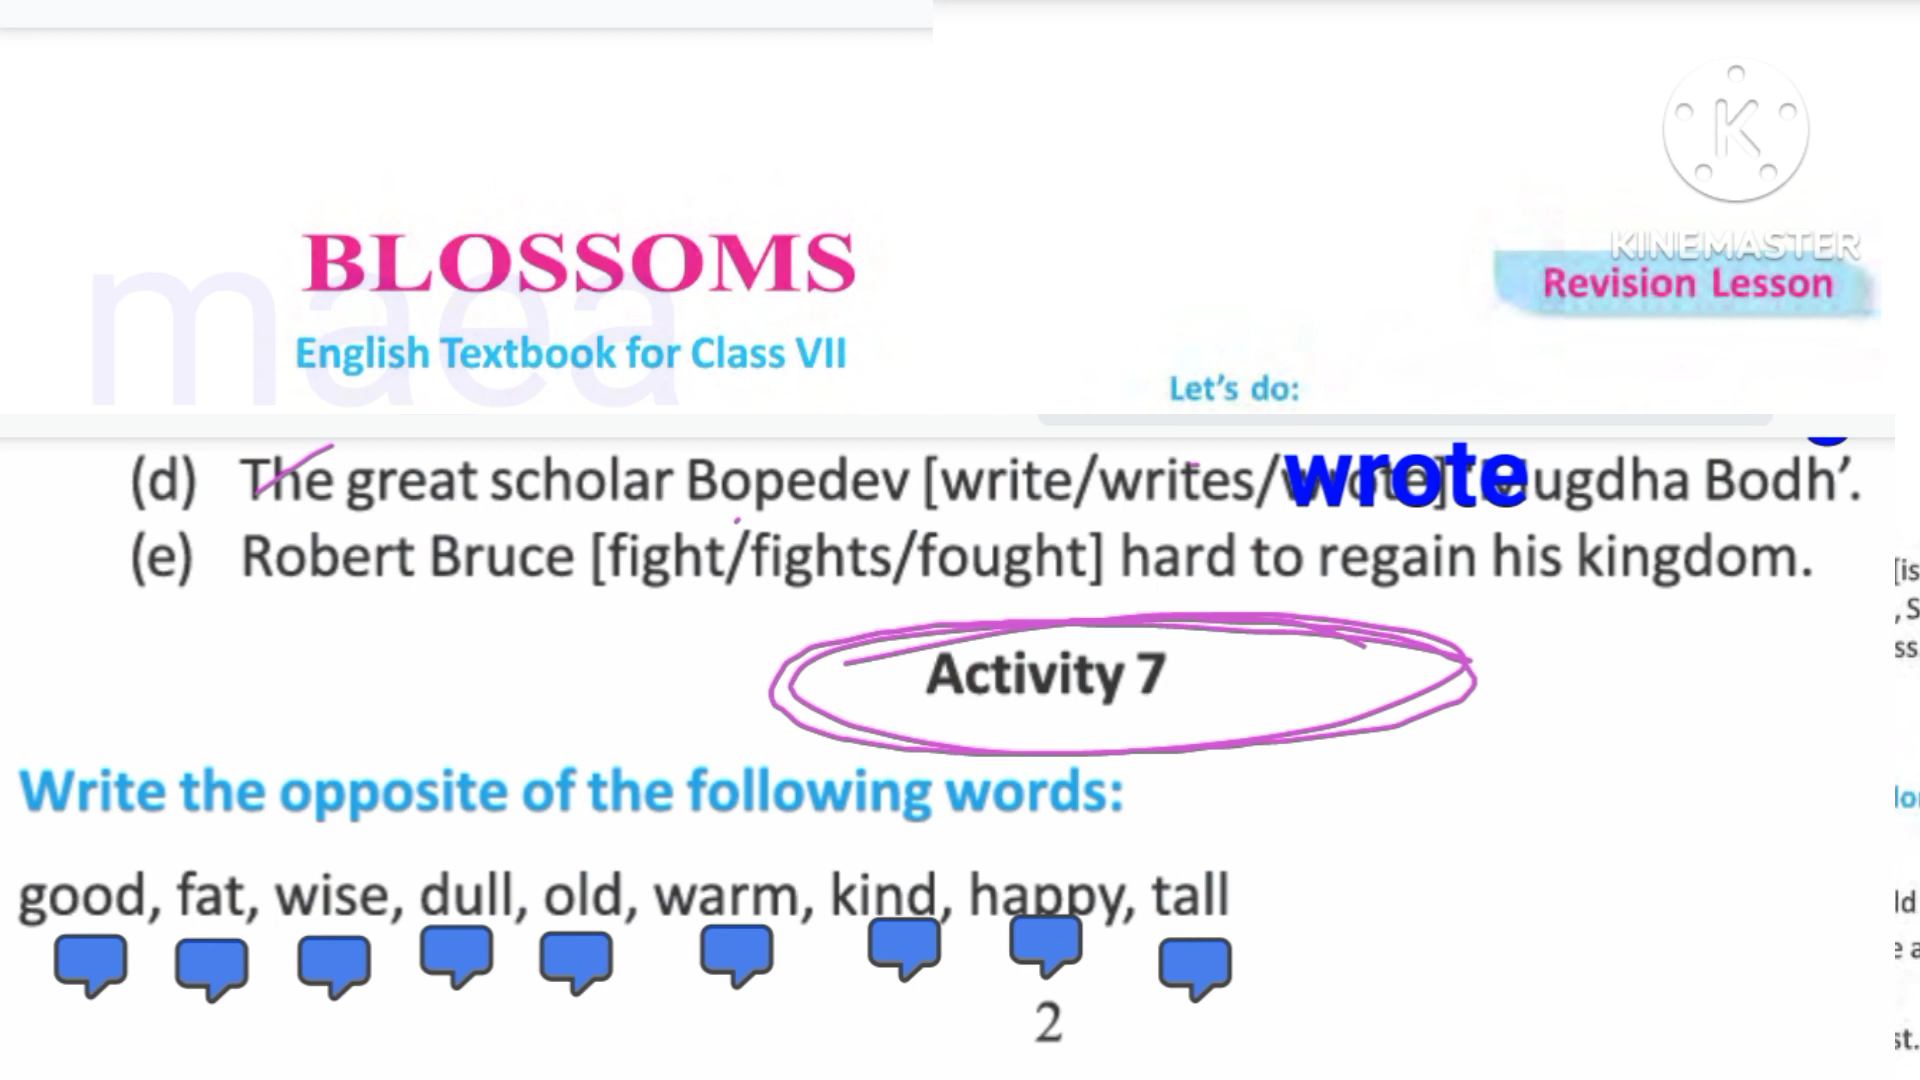 KINEMASTER
BLOSSOMS
Revision Lesson
maea
English Textbook for Class VII
Let's do:
(d) The great scholar Bopedev [write/writes/wrote] 'Mugdha Bodh'.
wrote
(e) Robert Bruce [fight/fights/fought] hard to regain his kingdom.
Activity 7
Write the opposite of the following words:
good, fat, wise, dull, old, warm, kind, happy, tall
2